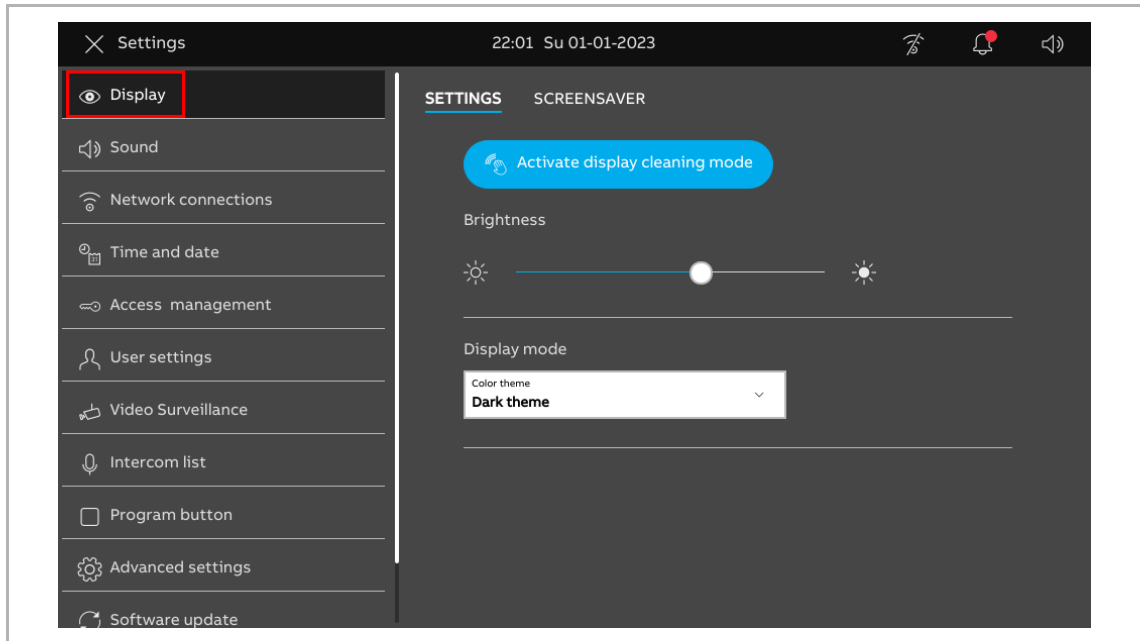 Settings
22:01 Su 01-01-2023
Display
Sound
Network connections
Time and date
Access management
User settings
Video Surveillance
Intercom list
Program button
Advanced settings
Software update
SETTINGS SCREENSAVER
Activate display cleaning mode
Brightness
Display mode
Color theme
Dark theme